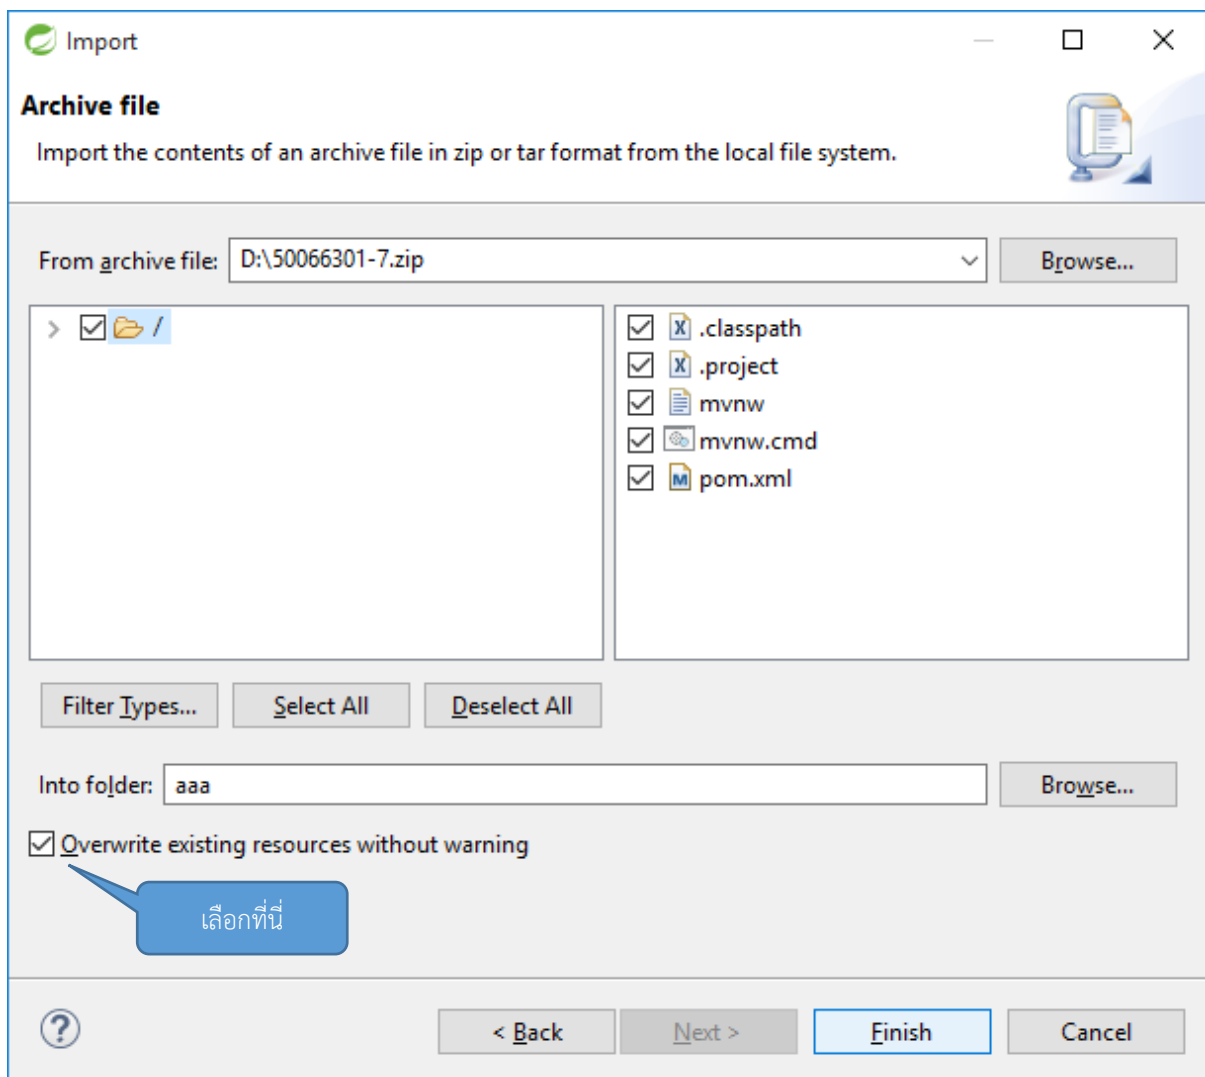 Import
Archive file
Import the contents of an archive file in zip or tar format from the local file system.
From archive file: D:\50066301-7.zip Browse...
/
.classpath
.project
mvnw
mvnw.cmd
pom.xml
Filter Types... Select All Deselect All
Into folder: aaa Browse...
Overwrite existing resources without warning
เลือกที่นี่
< Back Next > Finish Cancel